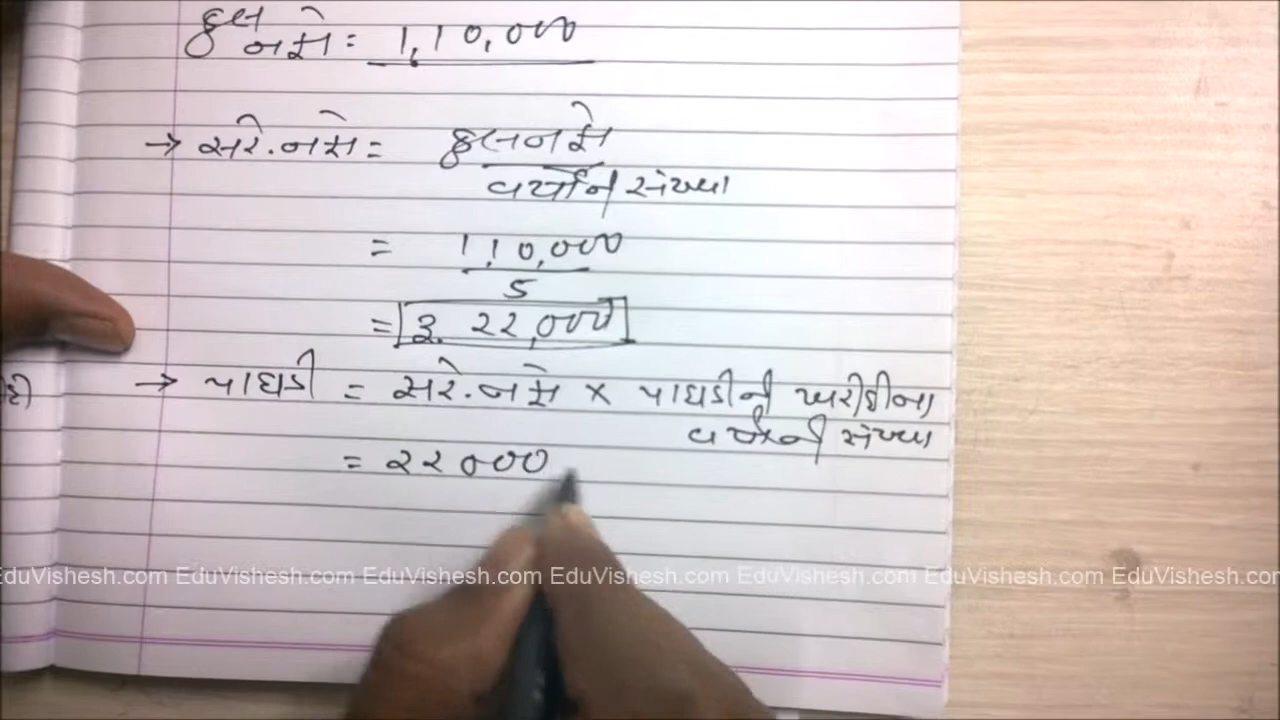 કુલ નફો = 1,10,000
→ સરે. નફો = કુલ નફો
વર્ષોની સંખ્યા
= 1,10,000
5
= રૂ. 22,000
→ પાઘડી = સરે. નફો × પાઘડીની ખરીદીના
વર્ષોની સંખ્યા
= 22000
EduVishesh.com EduVishesh.com EduVishesh.com EduVishesh.com EduVishesh.com EduVishesh.com EduVishesh.com